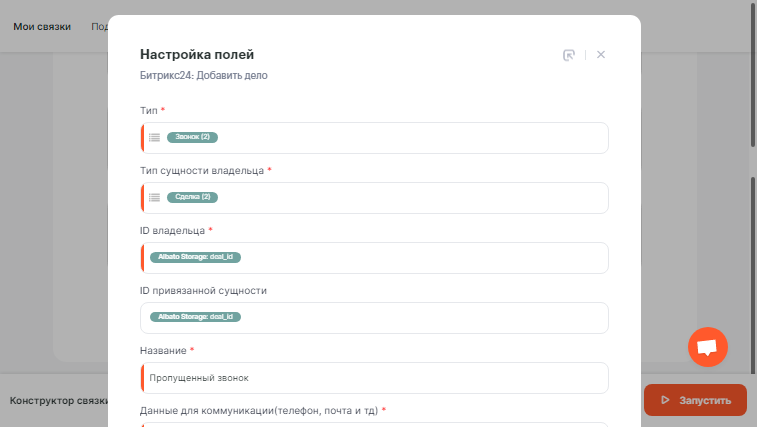 Мои связки
Под
Настройка полей
Битрикс24: Добавить дело
Тип *
Звонок (2)
Тип сущности владельца *
Сделка (2)
ID владельца *
Albato Storage: deal_id
ID привязанной сущности
Albato Storage: deal_id
Название *
Пропущенный звонок
Данные для коммуникации(телефон, почта и тд) *
Конструктор связки
Запустить